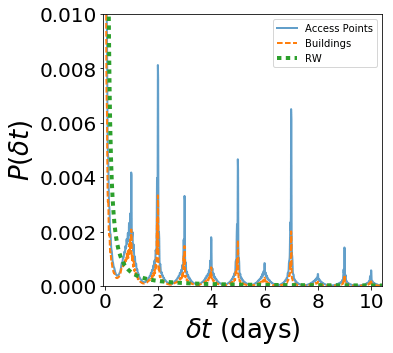 0.010
Access Points
Buildings
RW
0.008
0.006
P(δt)
0.004
0.002
0.000
0 2 4 6 8 10
δt (days)